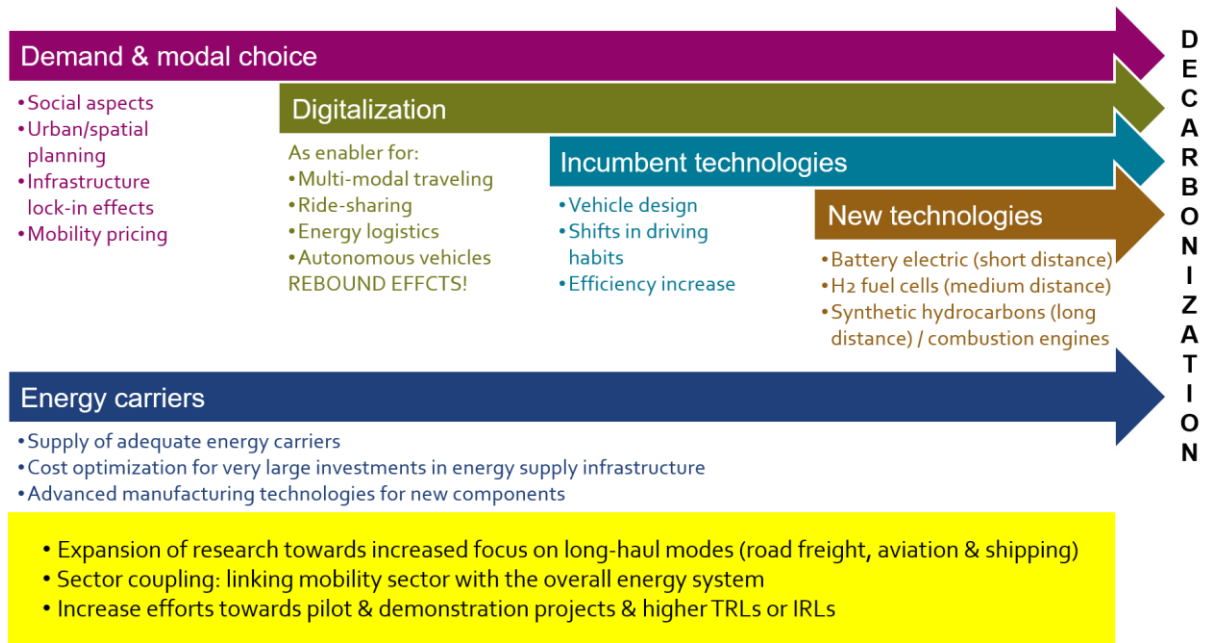 Demand & modal choice
• Social aspects
• Urban/spatial
planning
• Infrastructure
lock-in effects
• Mobility pricing
Digitalization
As enabler for:
• Multi-modal traveling
• Ride-sharing
• Energy logistics
• Autonomous vehicles
REBOUND EFFCTS!
Incumbent technologies
• Vehicle design
• Shifts in driving
habits
• Efficiency increase
New technologies
• Battery electric (short distance)
• H2 fuel cells (medium distance)
• Synthetic hydrocarbons (long
distance) / combustion engines
Energy carriers
• Supply of adequate energy carriers
• Cost optimization for very large investments in energy supply infrastructure
• Advanced manufacturing technologies for new components
• Expansion of research towards increased focus on long-haul modes (road freight, aviation & shipping)
• Sector coupling: linking mobility sector with the overall energy system
• Increase efforts towards pilot & demonstration projects & higher TRLs or IRLs
DECARBONIZATION